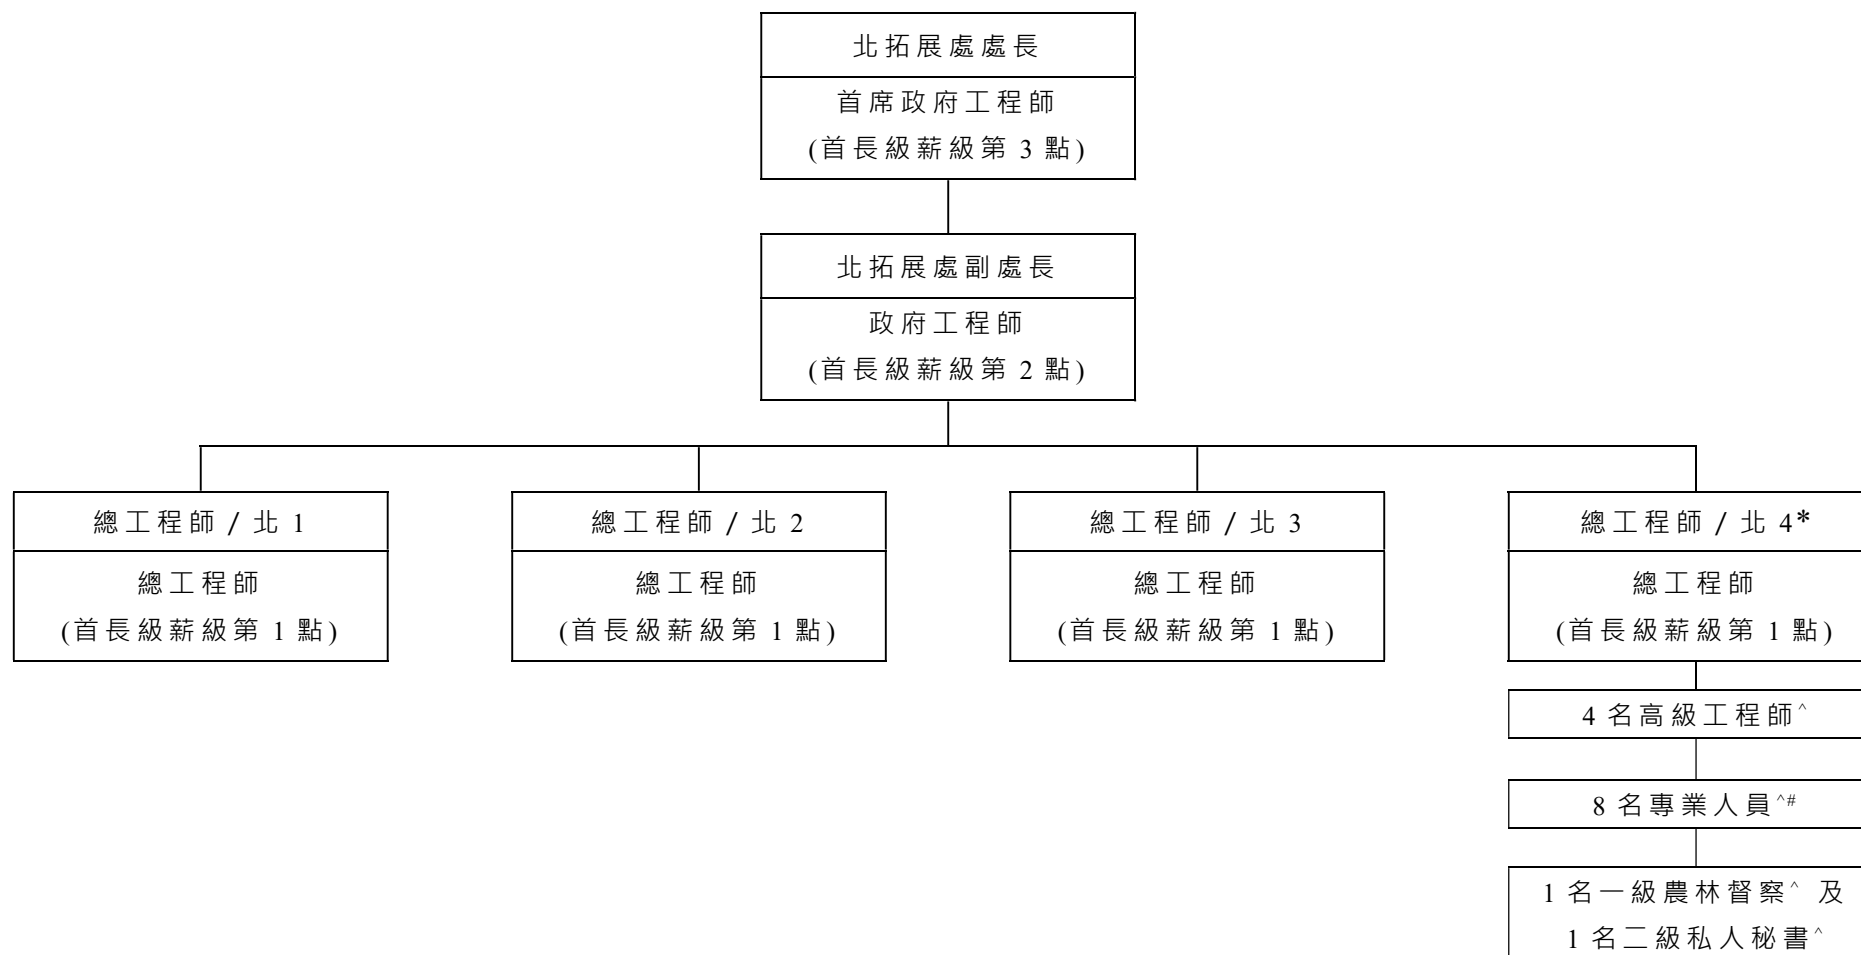 北拓展處處長
首席政府工程師
(首長級薪級第 3 點)
北拓展處副處長
政府工程師
(首長級薪級第 2 點)
總工程師 / 北 1
總工程師
(首長級薪級第 1 點)
總工程師 / 北 2
總工程師
(首長級薪級第 1 點)
總工程師 / 北 3
總工程師
(首長級薪級第 1 點)
總工程師 / 北 4*
總工程師
(首長級薪級第 1 點)
4 名高級工程師^
8 名專業人員^#
1 名一級農林督察^ 及
1 名二級私人秘書^